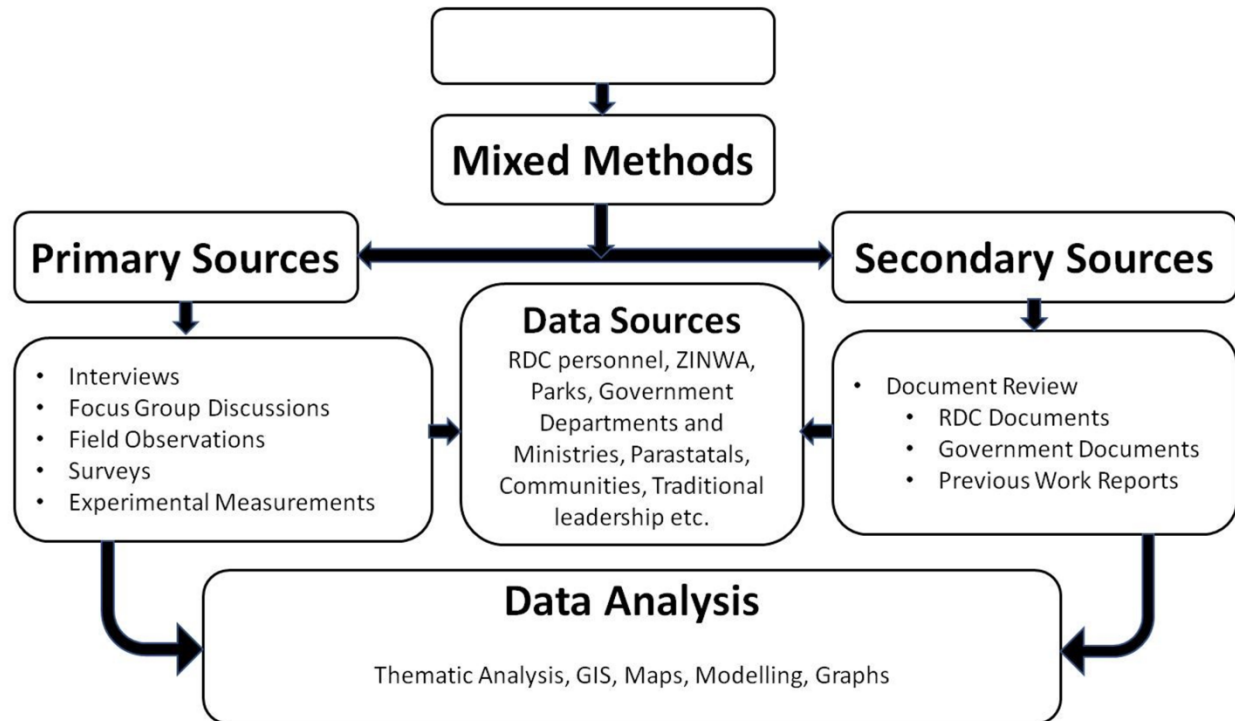 Mixed Methods
Primary Sources
Secondary Sources
• Interviews
• Focus Group Discussions
• Field Observations
• Surveys
• Experimental Measurements
Data Sources
RDC personnel, ZINWA,
Parks, Government
Departments and
Ministries, Parastatals,
Communities, Traditional
leadership etc.
• Document Review
• RDC Documents
• Government Documents
• Previous Work Reports
Data Analysis
Thematic Analysis, GIS, Maps, Modelling, Graphs